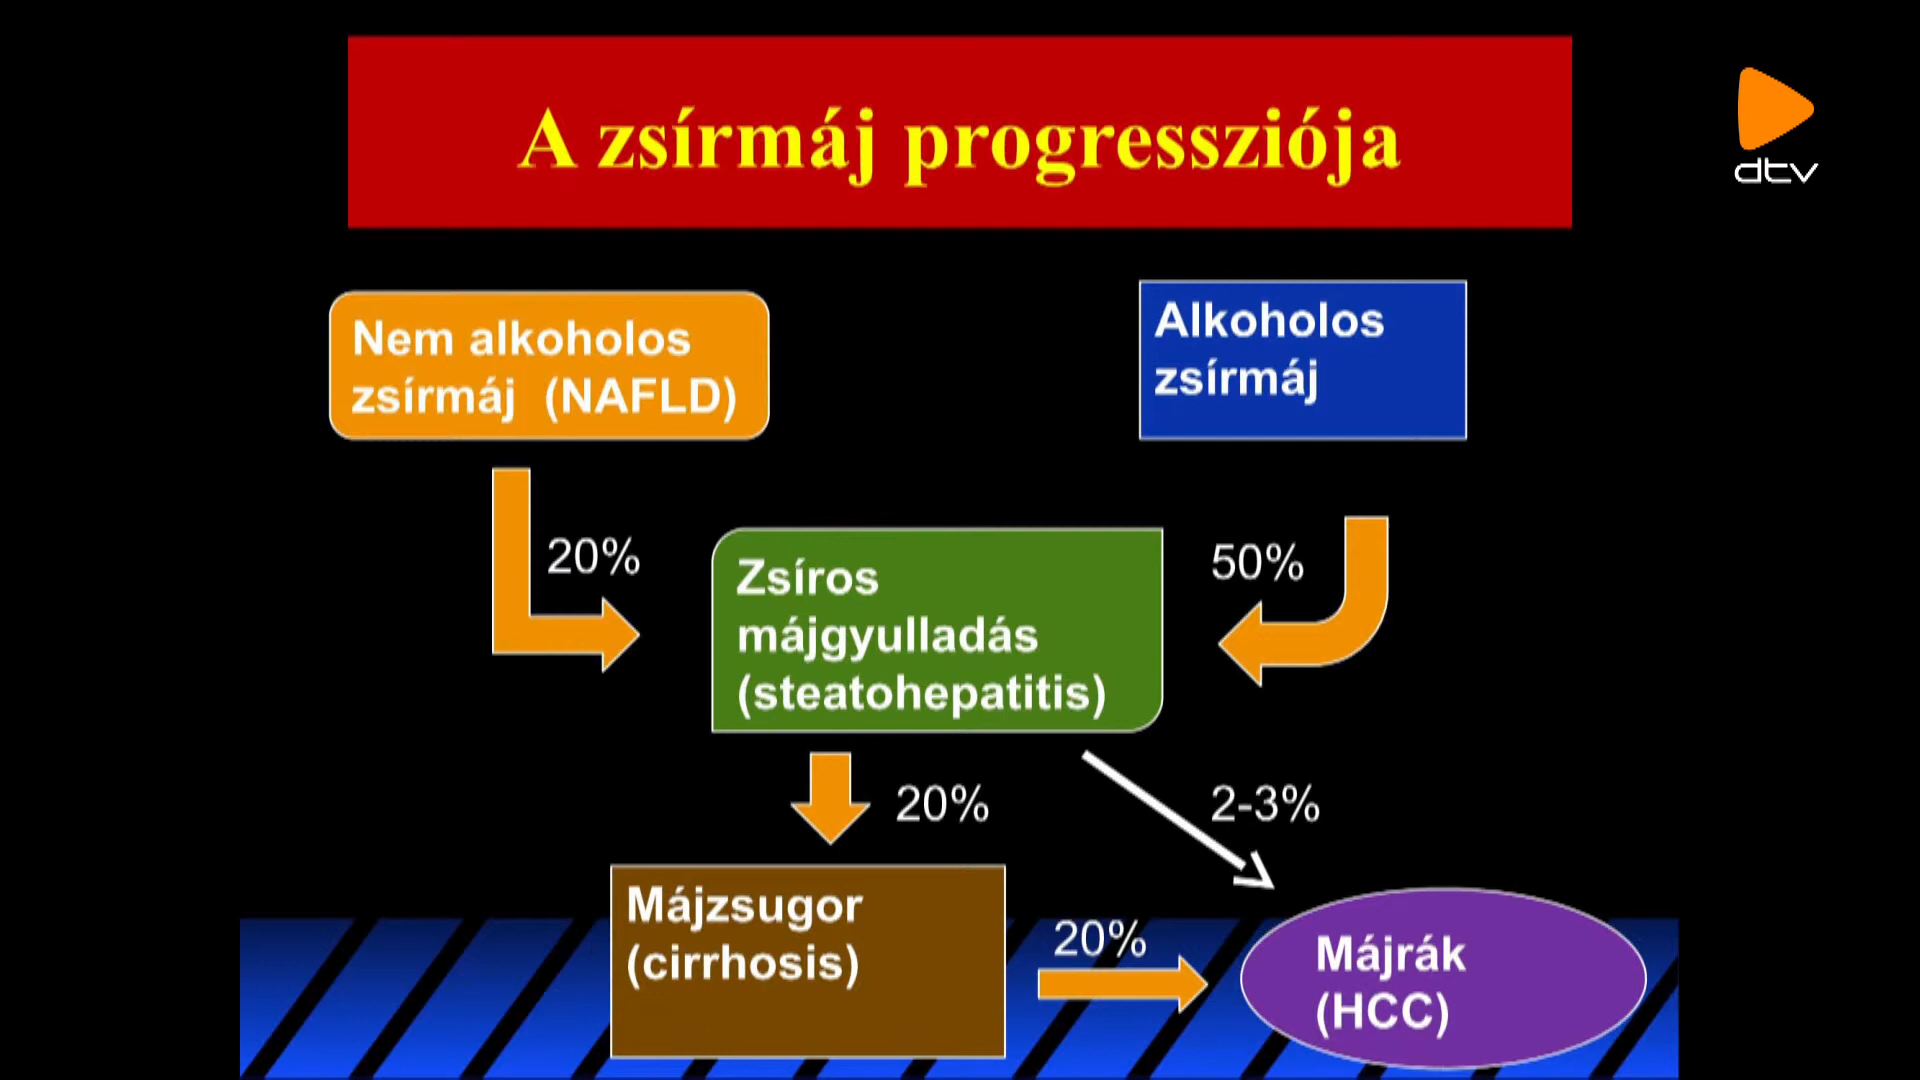 A zsírmáj progressziója
dtv
Nem alkoholos
zsírmáj (NAFLD)
Alkoholos
zsírmáj
20%
50%
Zsíros
májgyulladás
(steatohepatitis)
20%
2-3%
Májzsugor
(cirrhosis)
20%
Májrák
(HCC)